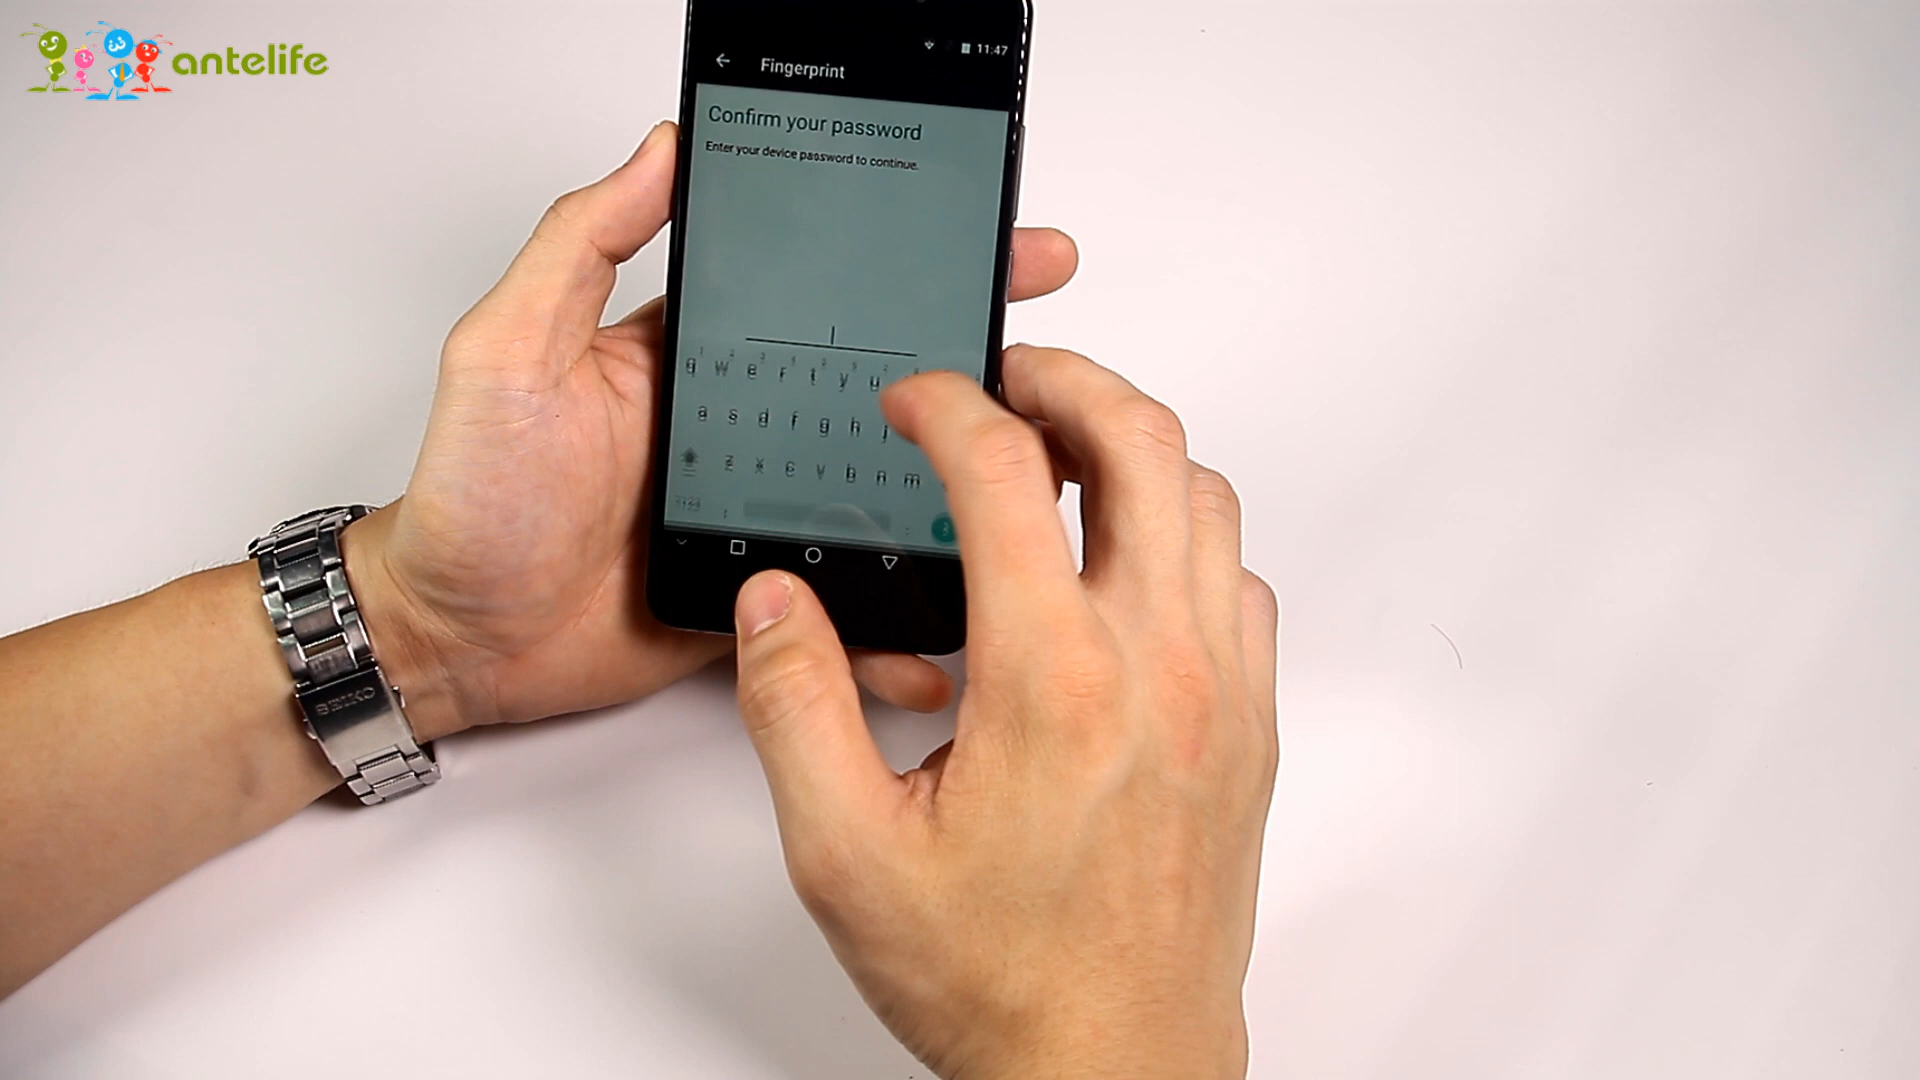 antelife
11:47
Fingerprint
Confirm your password
Enter your device password to continue.
q w e r t y u
a s d f g h j
z x c v b n m
SEIKO